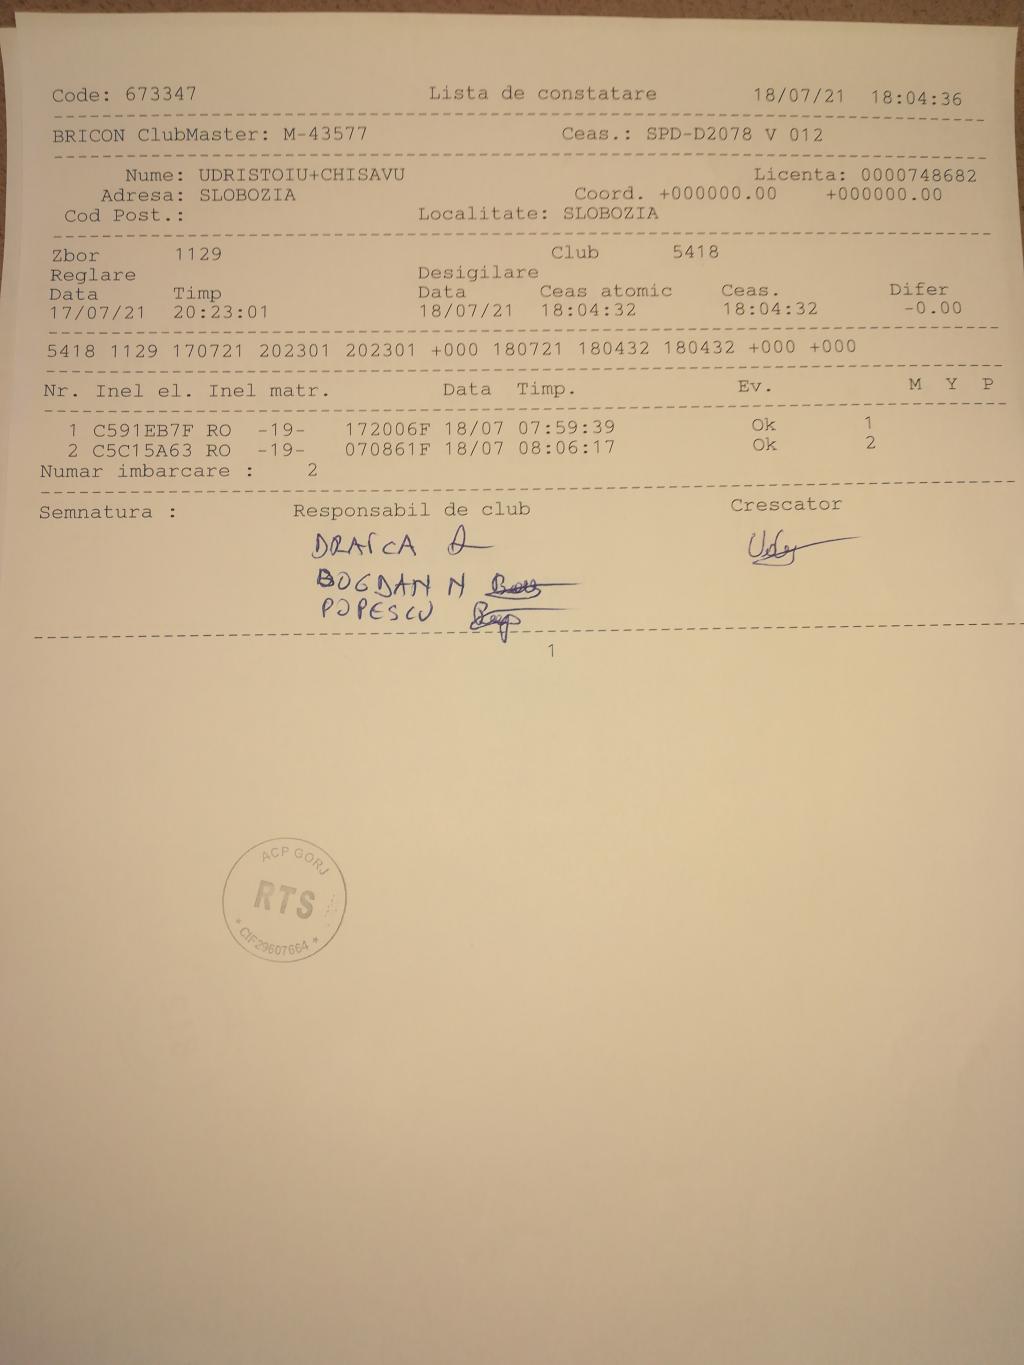 Code: 673347 Lista de constatare 18/07/21 18:04:36
BRICON ClubMaster: M-43577 Ceas.: SPD-D2078 V 012
Nume: UDRISTOIU+CHISAVU Licenta: 0000748682
Adresa: SLOBOZIA Coord. +000000.00 +000000.00
Cod Post.: Localitate: SLOBOZIA
Zbor 1129 Club 5418
Reglare Desigilare
Data Timp Data Ceas atomic Ceas. Difer
17/07/21 20:23:01 18/07/21 18:04:32 18:04:32 -0.00
5418 1129 170721 202301 202301 +000 180721 180432 180432 +000 +000
Nr. Inel el. Inel matr. Data Timp. Ev. M Y P
1 C591EB7F RO -19- 172006F 18/07 07:59:39 Ok 1
2 C5C15A63 RO -19- 070861F 18/07 08:06:17 Ok 2
Numar imbarcare : 2
Semnatura : Responsabil de club Crescator
BOGDAN N
POPESCU
1
ACP GORJ
RTS
* CIF29607664 *